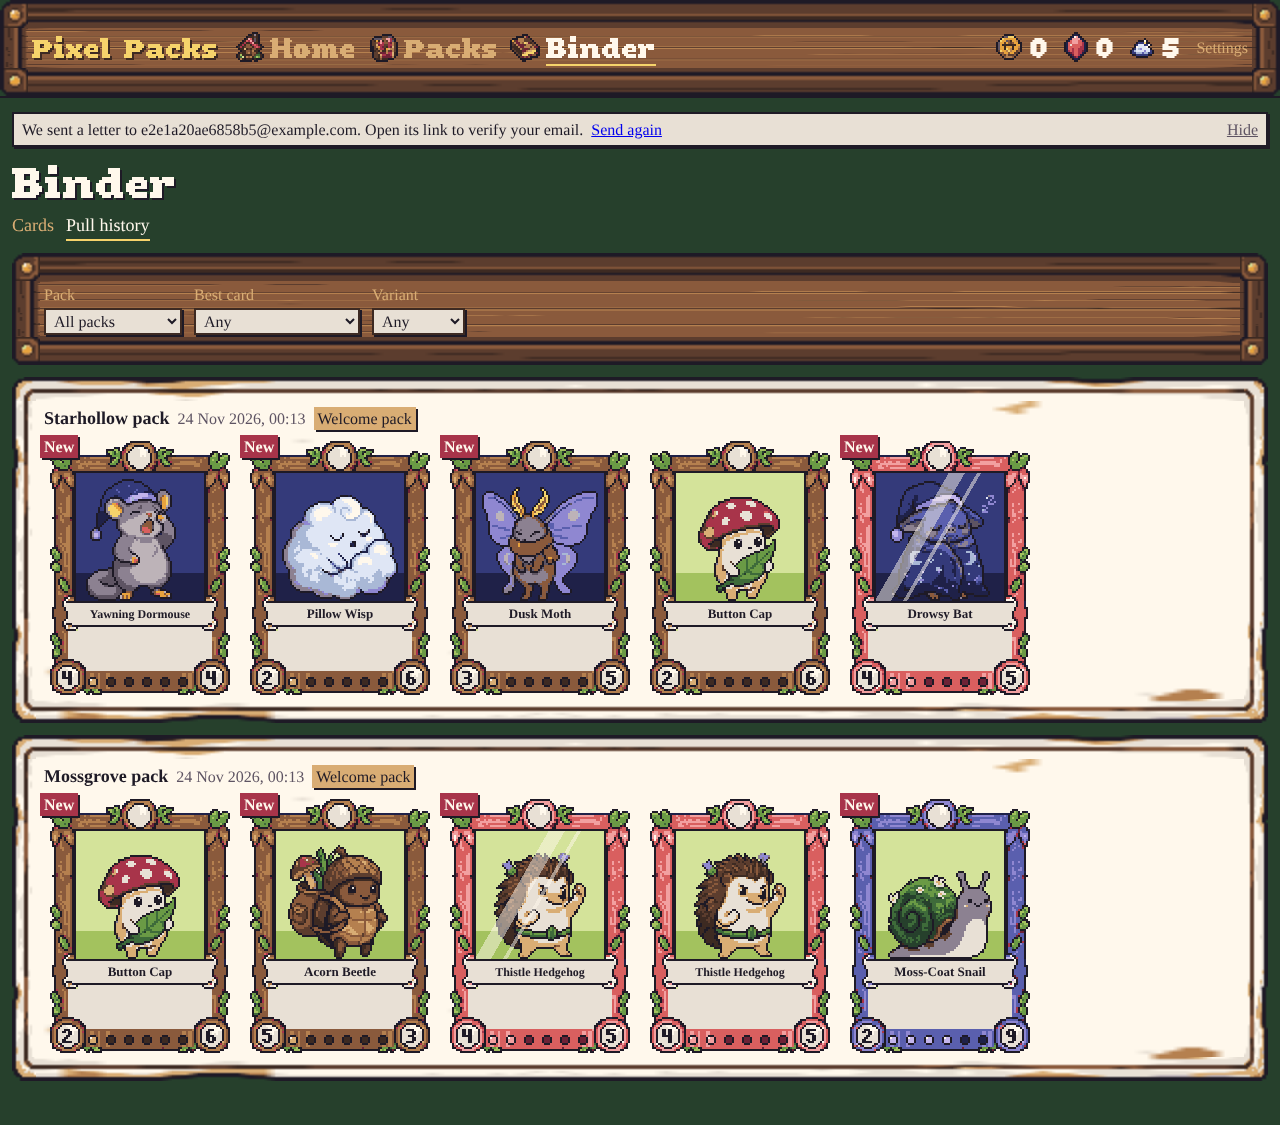 Pixel Packs Home Packs Binder 0 0 5 Settings
We sent a letter to e2e1a20ae6858b5@example.com. Open its link to verify your email. Send again Hide
Binder
Cards Pull history
Pack Best card Variant
All packs Any Any
Starhollow pack 24 Nov 2026, 00:13 Welcome pack
New New New New
Yawning Dormouse Pillow Wisp Dusk Moth Button Cap Drowsy Bat
4 4 2 6 3 5 2 6 4 5
Mossgrove pack 24 Nov 2026, 00:13 Welcome pack
New New New New
Button Cap Acorn Beetle Thistle Hedgehog Thistle Hedgehog Moss-Coat Snail
2 6 5 3 4 5 4 5 2 9